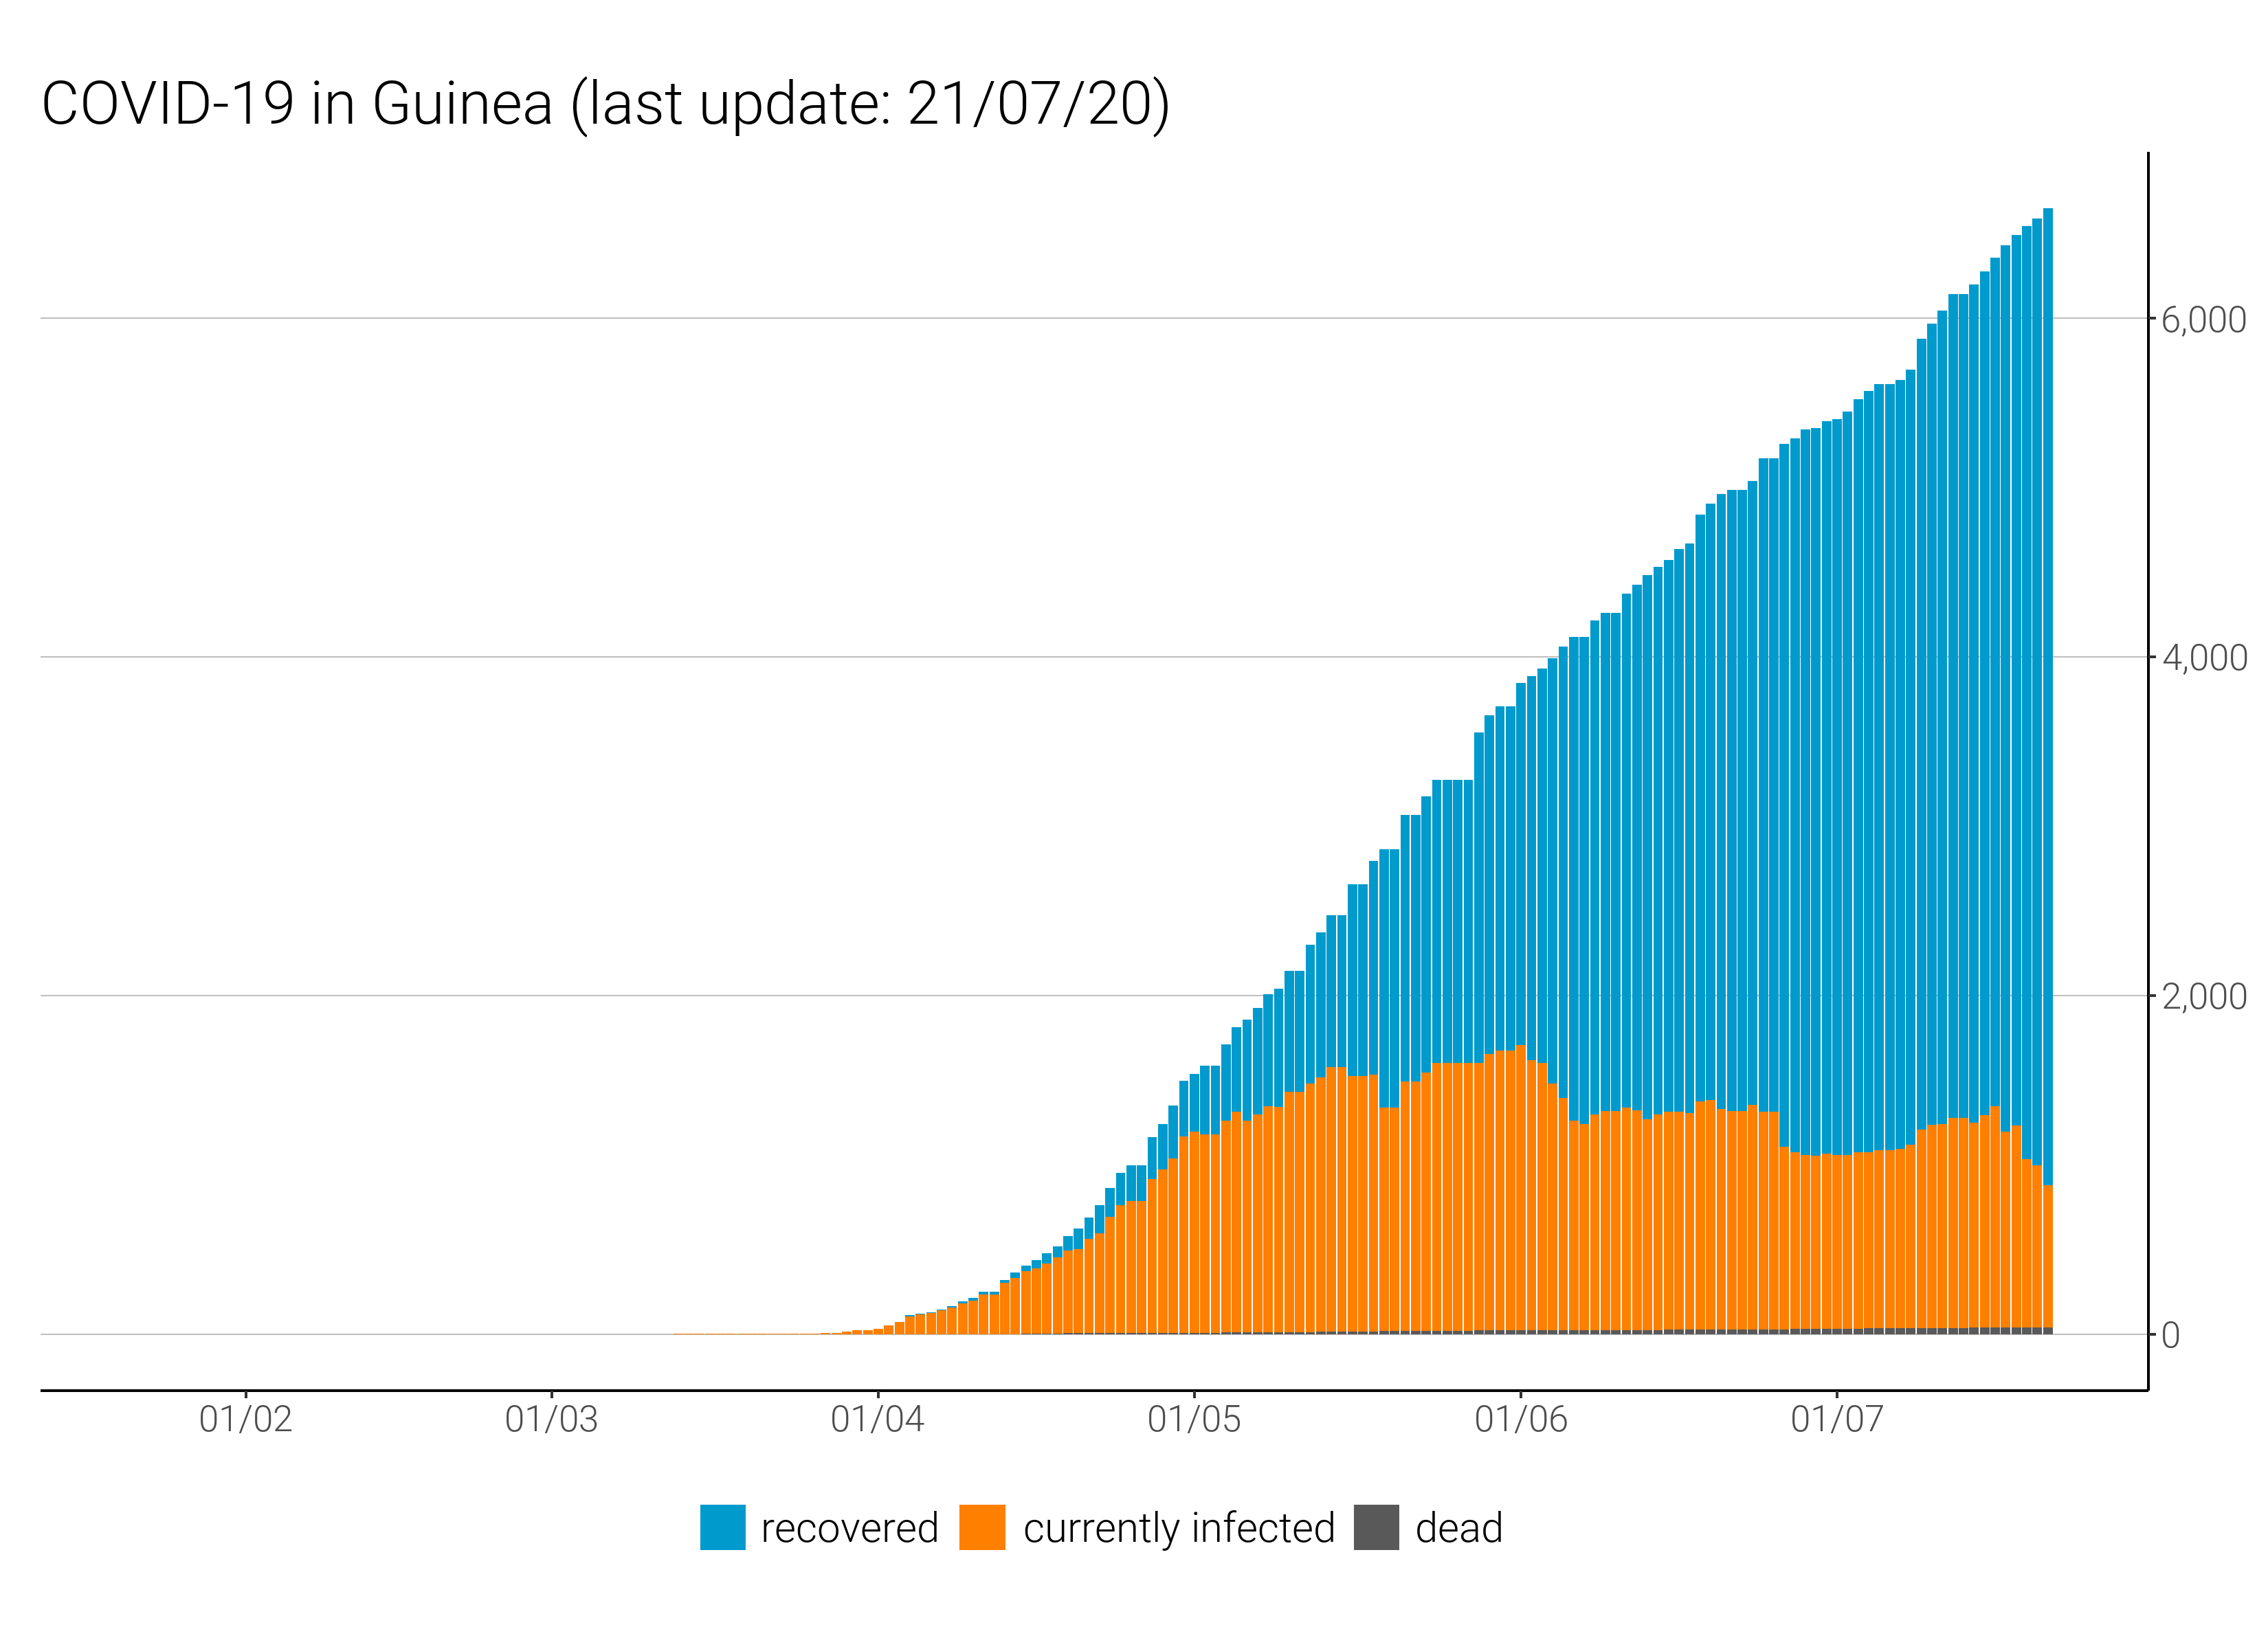 COVID-19 in Guinea (last update: 21/07/20)
6,000
4,000
2,000
0
01/02 01/03 01/04 01/05 01/06 01/07
recovered currently infected dead